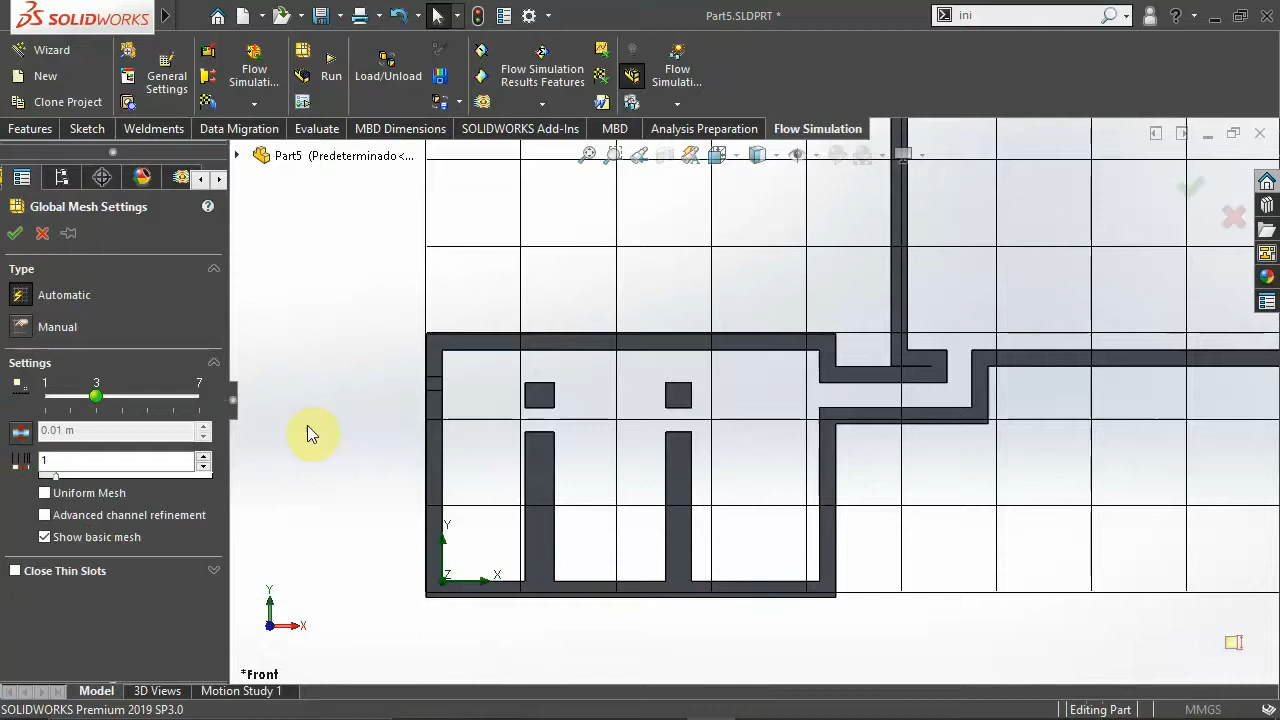 SOLIDWORKS
Part5.SLDPRT *
ini
Wizard
New
Clone Project
General
Settings
Flow
Simulati...
Run
Load/Unload
Flow Simulation
Results Features
Flow
Simulati...
Features
Sketch
Weldments
Data Migration
Evaluate
MBD Dimensions
SOLIDWORKS Add-Ins
MBD
Analysis Preparation
Flow Simulation
Part5 (Predeterminado<...
Global Mesh Settings
Type
Automatic
Manual
Settings
1 3 7
0.01 m
1
Uniform Mesh
Advanced channel refinement
Show basic mesh
Close Thin Slots
Y
Z
X
Y
X
*Front
Model
3D Views
Motion Study 1
SOLIDWORKS Premium 2019 SP3.0
Editing Part
MMGS